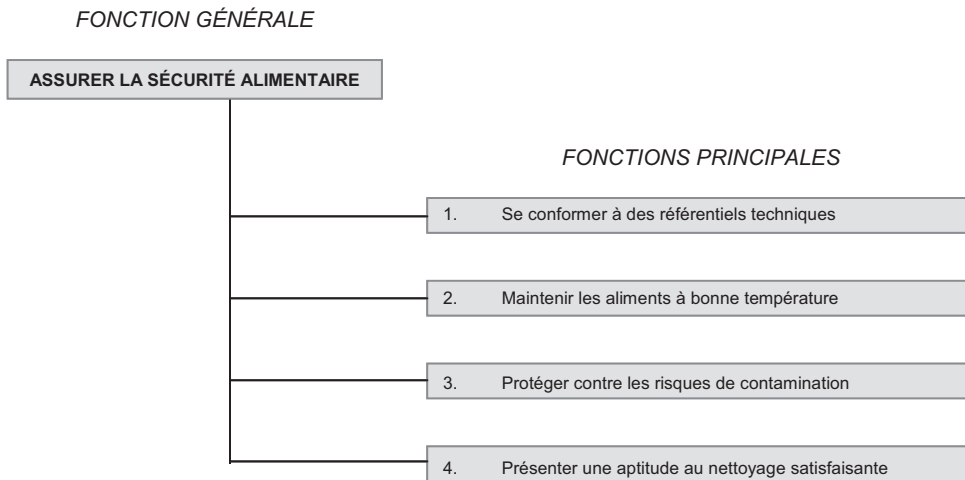 FONCTION GÉNÉRALE
ASSURER LA SÉCURITÉ ALIMENTAIRE
FONCTIONS PRINCIPALES
1. Se conformer à des référentiels techniques
2. Maintenir les aliments à bonne température
3. Protéger contre les risques de contamination
4. Présenter une aptitude au nettoyage satisfaisante